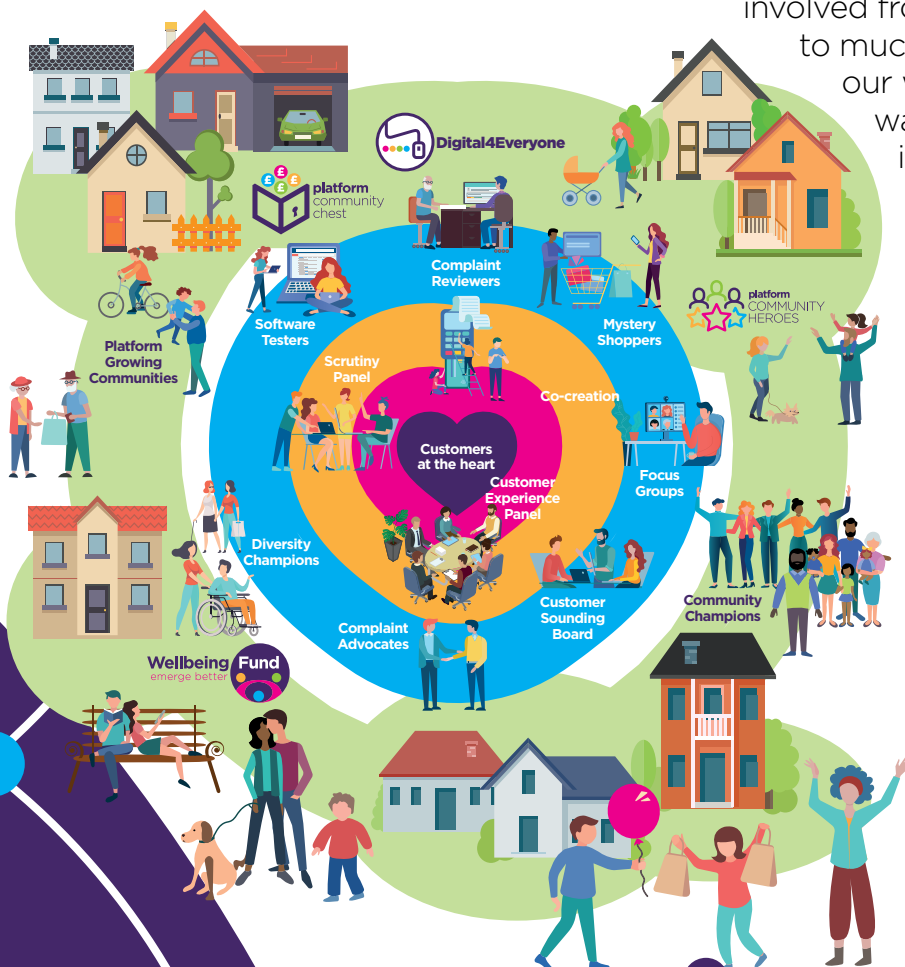 involved fro
to much
our
wa
i
Digital4Everyone
£
£ £
£
platform
community
chest
Complaint
Reviewers
Software
Testers
Mystery
Shoppers
platform
COMMUNITY
HEROES
Platform
Growing
Communities
Scrutiny
Panel
Co-creation
Customers
at the heart
Customer
Experience
Panel
Focus
Groups
Diversity
Champions
Customer
Sounding
Board
Community
Champions
Complaint
Advocates
Wellbeing Fund
emerge better